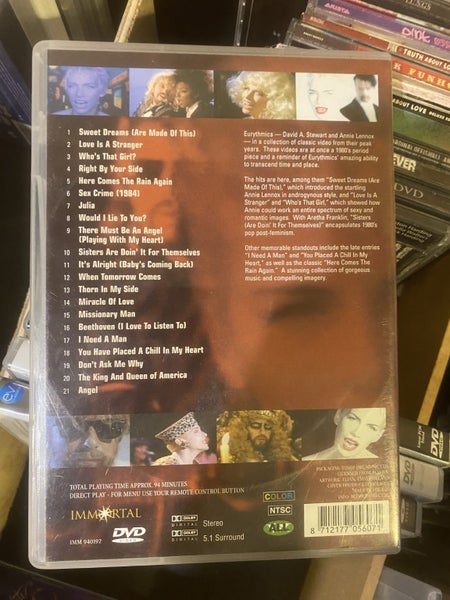 LUNGS
P!nk
TRUTH ABOUT LO
FUNHO
ABOUT LOVE
EVER
DVD
1 Sweet Dreams (Are Made Of This)
2 Love Is A Stranger
3 Who's That Girl?
4 Right By Your Side
5 Here Comes The Rain Again
6 Sex Crime (1984)
7 Julia
8 Would I Lie To You?
9 There Must Be An Angel
(Playing With My Heart)
10 Sisters Are Doin' It For Themselves
11 It's Alright (Baby's Coming Back)
12 When Tomorrow Comes
13 Thorn In My Side
14 Miracle Of Love
15 Missionary Man
16 Beethoven (I Love To Listen To)
17 I Need A Man
18 You Have Placed A Chill In My Heart
19 Don't Ask Me Why
20 The King And Queen of America
21 Angel
Eurythmics — David A. Stewart and Annie Lennox
— in a collection of classic video from their peak
years. These videos are at once a 1980's period
piece and a reminder of Eurythmics' amazing ability
to transcend time and place.
The hits are here, among them "Sweet Dreams (Are
Made Of This)," which introduced the startling
Annie Lennox in androgynous style, and "Love Is A
Stranger" and "Who's That Girl?," which showed how
Annie could work an entire spectrum of sexy and
romantic images. With Aretha Franklin, "Sisters
(Are Doin' It For Themselves)" encapsulates 1980's
pop post-feminism.
Other memorable standouts include the late entries
"I Need A Man" and "You Placed A Chill In My
Heart," as well as the classic "Here Comes The
Rain Again." A stunning collection of gorgeous
music and compelling imagery.
TOTAL PLAYING TIME APPROX. 94 MINUTES
DIRECT PLAY - FOR MENU USE YOUR REMOTE CONTROL BUTTON
IMMORTAL
IMM 940192
DVD
VIDEO
DOLBY
DIGITAL
Stereo
DOLBY
DIGITAL
5.1 Surround
COLOR
NTSC
ALL
8 712177 056071
DVD